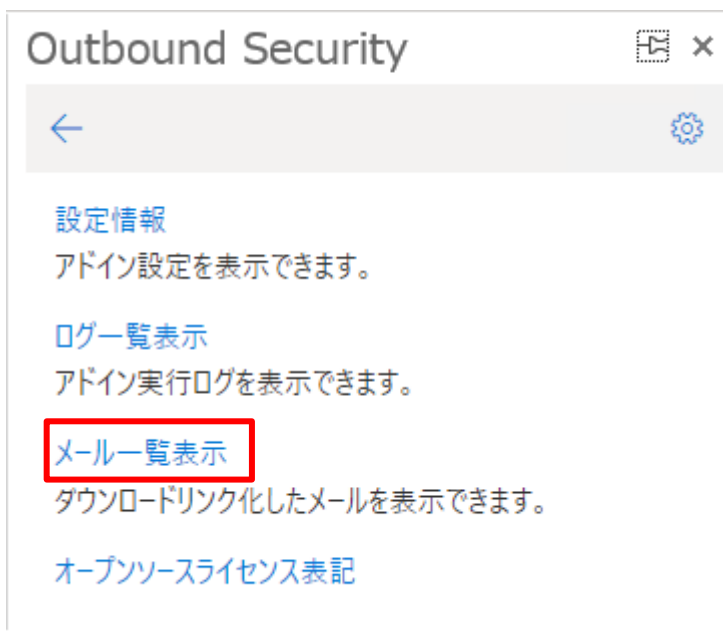 Outbound Security
設定情報
アドイン設定を表示できます。
ログ一覧表示
アドイン実行ログを表示できます。
メール一覧表示
ダウンロードリンク化したメールを表示できます。
オープンソースライセンス表記